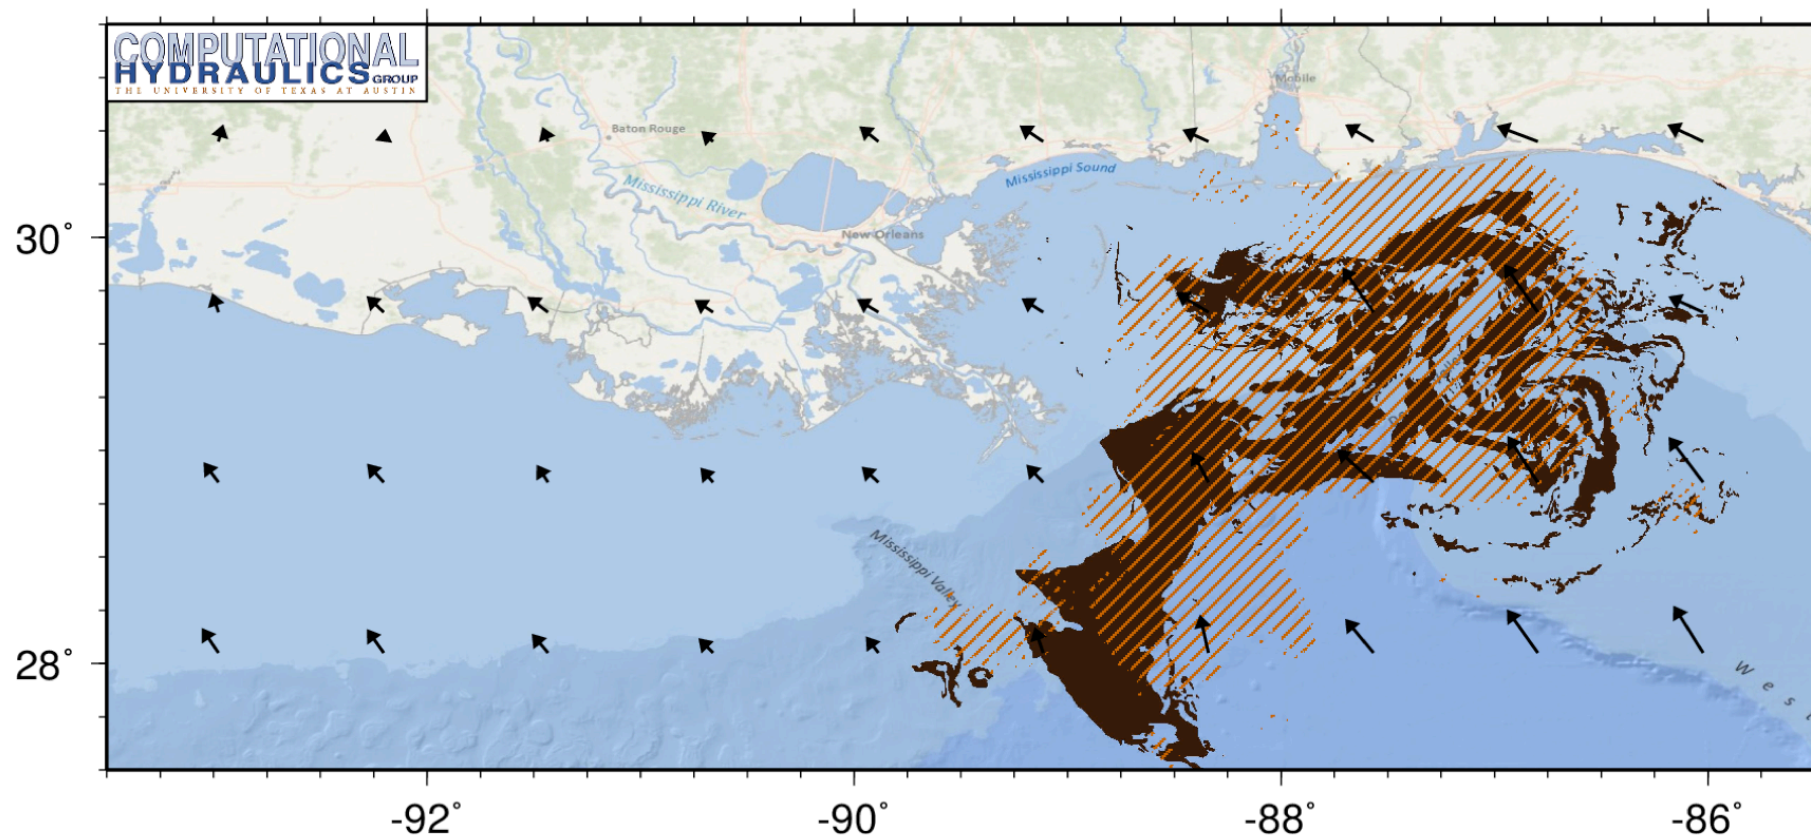 COMPUTATIONAL
HYDRAULICS GROUP
THE UNIVERSITY OF TEXAS AT AUSTIN
Mobile
Baton Rouge
Mississippi Sound
Mississippi River
New Orleans
30°
Mississippi Valley
28°
Wes
-92°
-90°
-88°
-86°